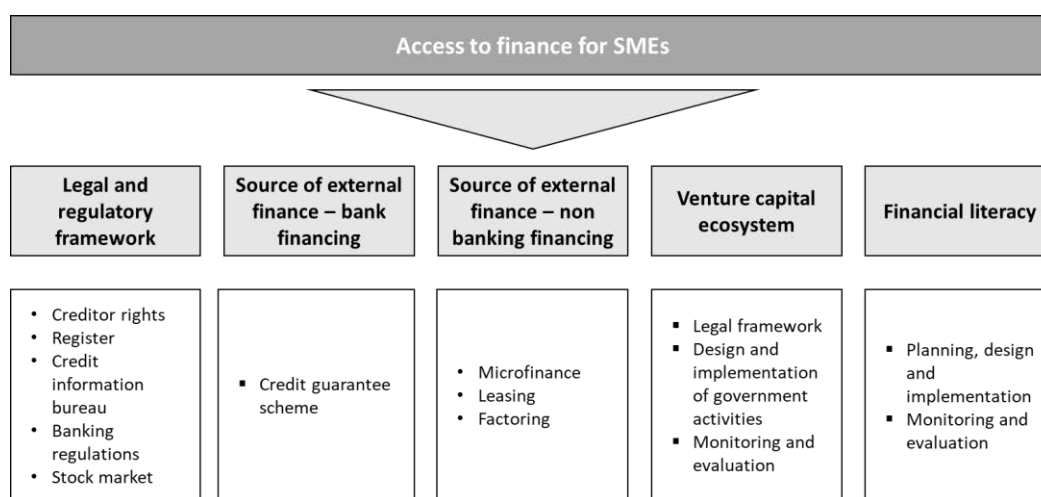 Access to finance for SMEs
Legal and
regulatory
framework
Source of external
finance – bank
financing
Source of external
finance – non
banking financing
Venture capital
ecosystem
Financial literacy
• Creditor rights
• Register
• Credit
information
bureau
• Banking
regulations
• Stock market
▪ Credit guarantee
scheme
• Microfinance
• Leasing
• Factoring
▪ Legal framework
▪ Design and
implementation
of government
activities
▪ Monitoring and
evaluation
▪ Planning, design
and
implementation
▪ Monitoring and
evaluation